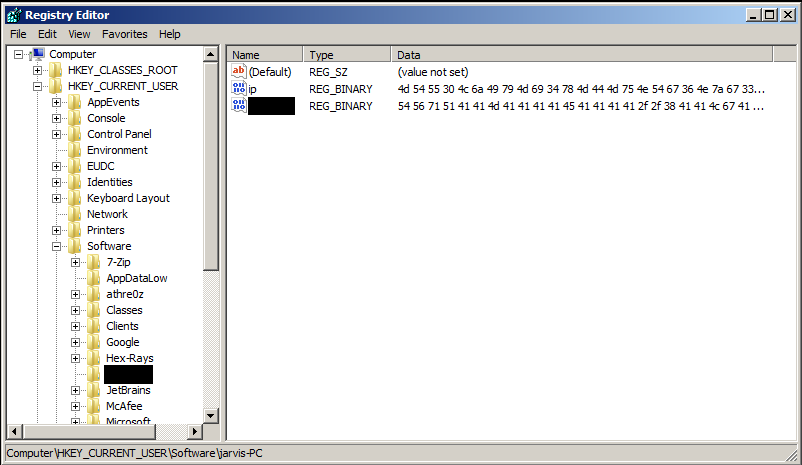 Registry Editor
File Edit View Favorites Help
Computer
HKEY_CLASSES_ROOT
HKEY_CURRENT_USER
AppEvents
Console
Control Panel
Environment
EUDC
Identities
Keyboard Layout
Network
Printers
Software
7-Zip
AppDataLow
athre0z
Classes
Clients
Google
Hex-Rays
JetBrains
McAfee
Microsoft
Name Type Data
ab (Default) REG_SZ (value not set)
ip REG_BINARY 4d 54 55 30 4c 6a 49 79 4d 69 34 78 4d 44 4d 75 4e 54 67 36 4e 7a 67 33...
REG_BINARY 54 56 71 51 41 41 4d 41 41 41 41 45 41 41 41 41 2f 2f 38 41 41 4c 67 41 ...
Computer\HKEY_CURRENT_USER\Software\jarvis-PC